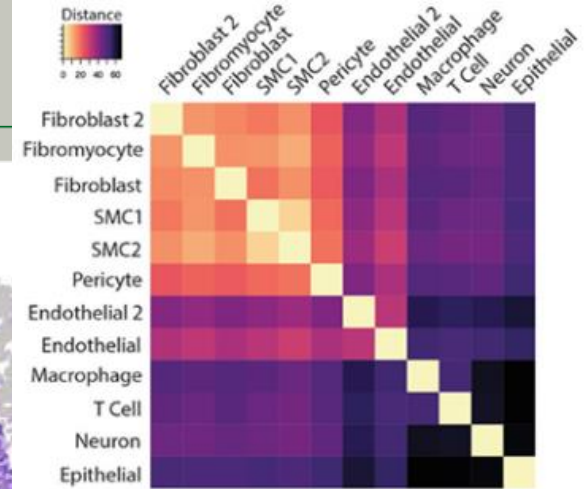 Distance
0 20 40 60
Fibroblast 2
Fibromyocyte
Fibroblast
SMC1
SMC2
Pericyte
Endothelial 2
Endothelial
Macrophage
T Cell
Neuron
Epithelial
Fibroblast 2
Fibromyocyte
Fibroblast
SMC1
SMC2
Pericyte
Endothelial 2
Endothelial
Macrophage
T Cell
Neuron
Epithelial